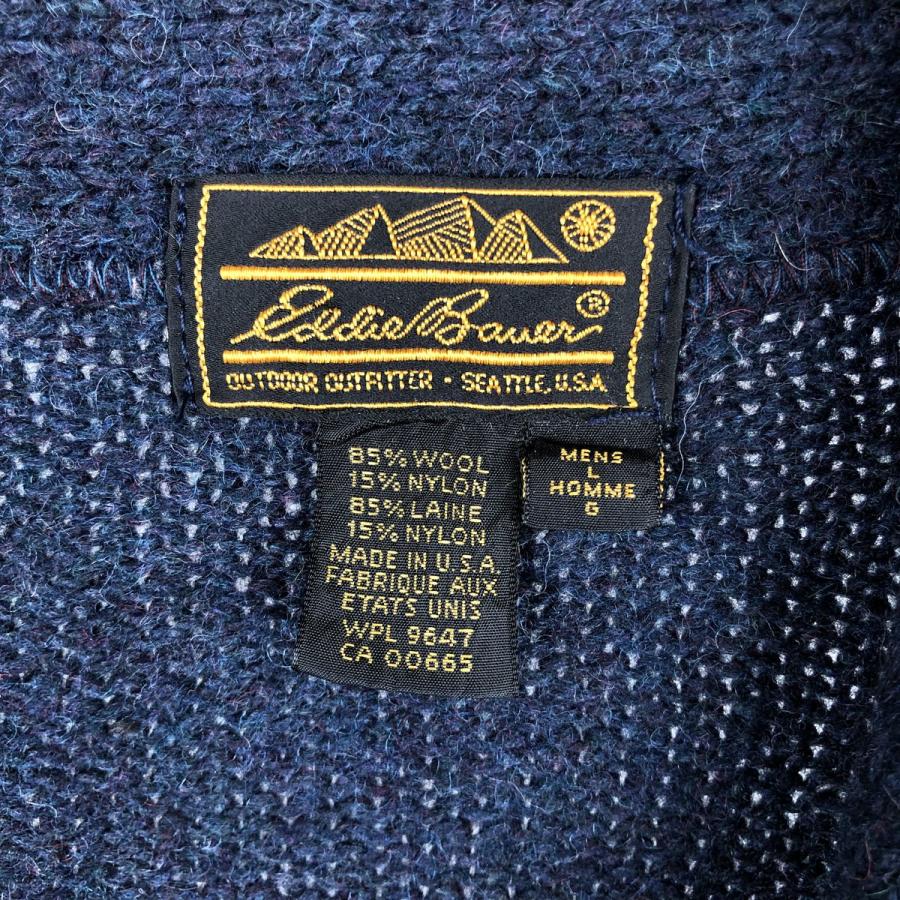 Eddie Bauer®
OUTDOOR OUTFITTER · SEATTLE, U.S.A.
85% WOOL
15% NYLON
85% LAINE
15% NYLON
MADE IN U.S.A.
FABRIQUE AUX
ETATS UNIS
WPL 9647
CA 00665
MENS
L
HOMME
G